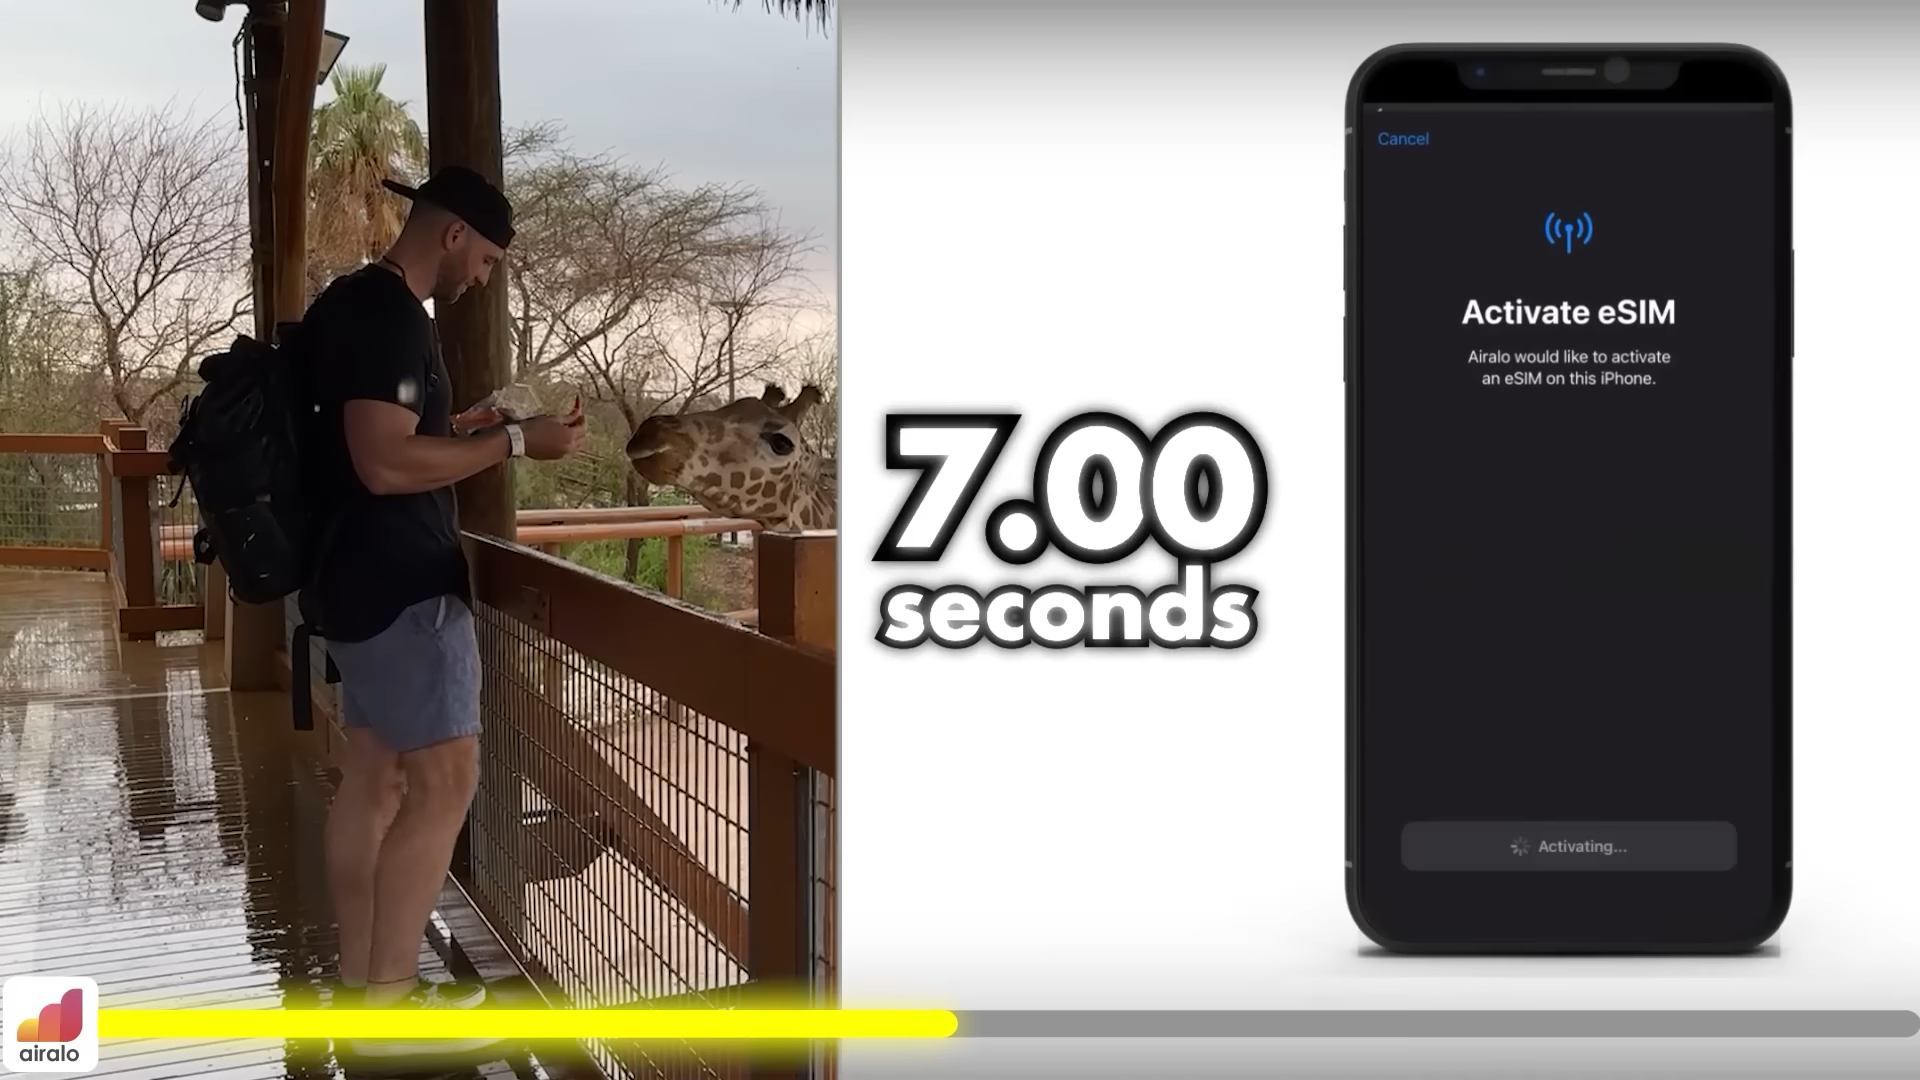 Cancel
Activate eSIM
Airalo would like to activate
an eSIM on this iPhone.
7.00
seconds
Activating...
airalo